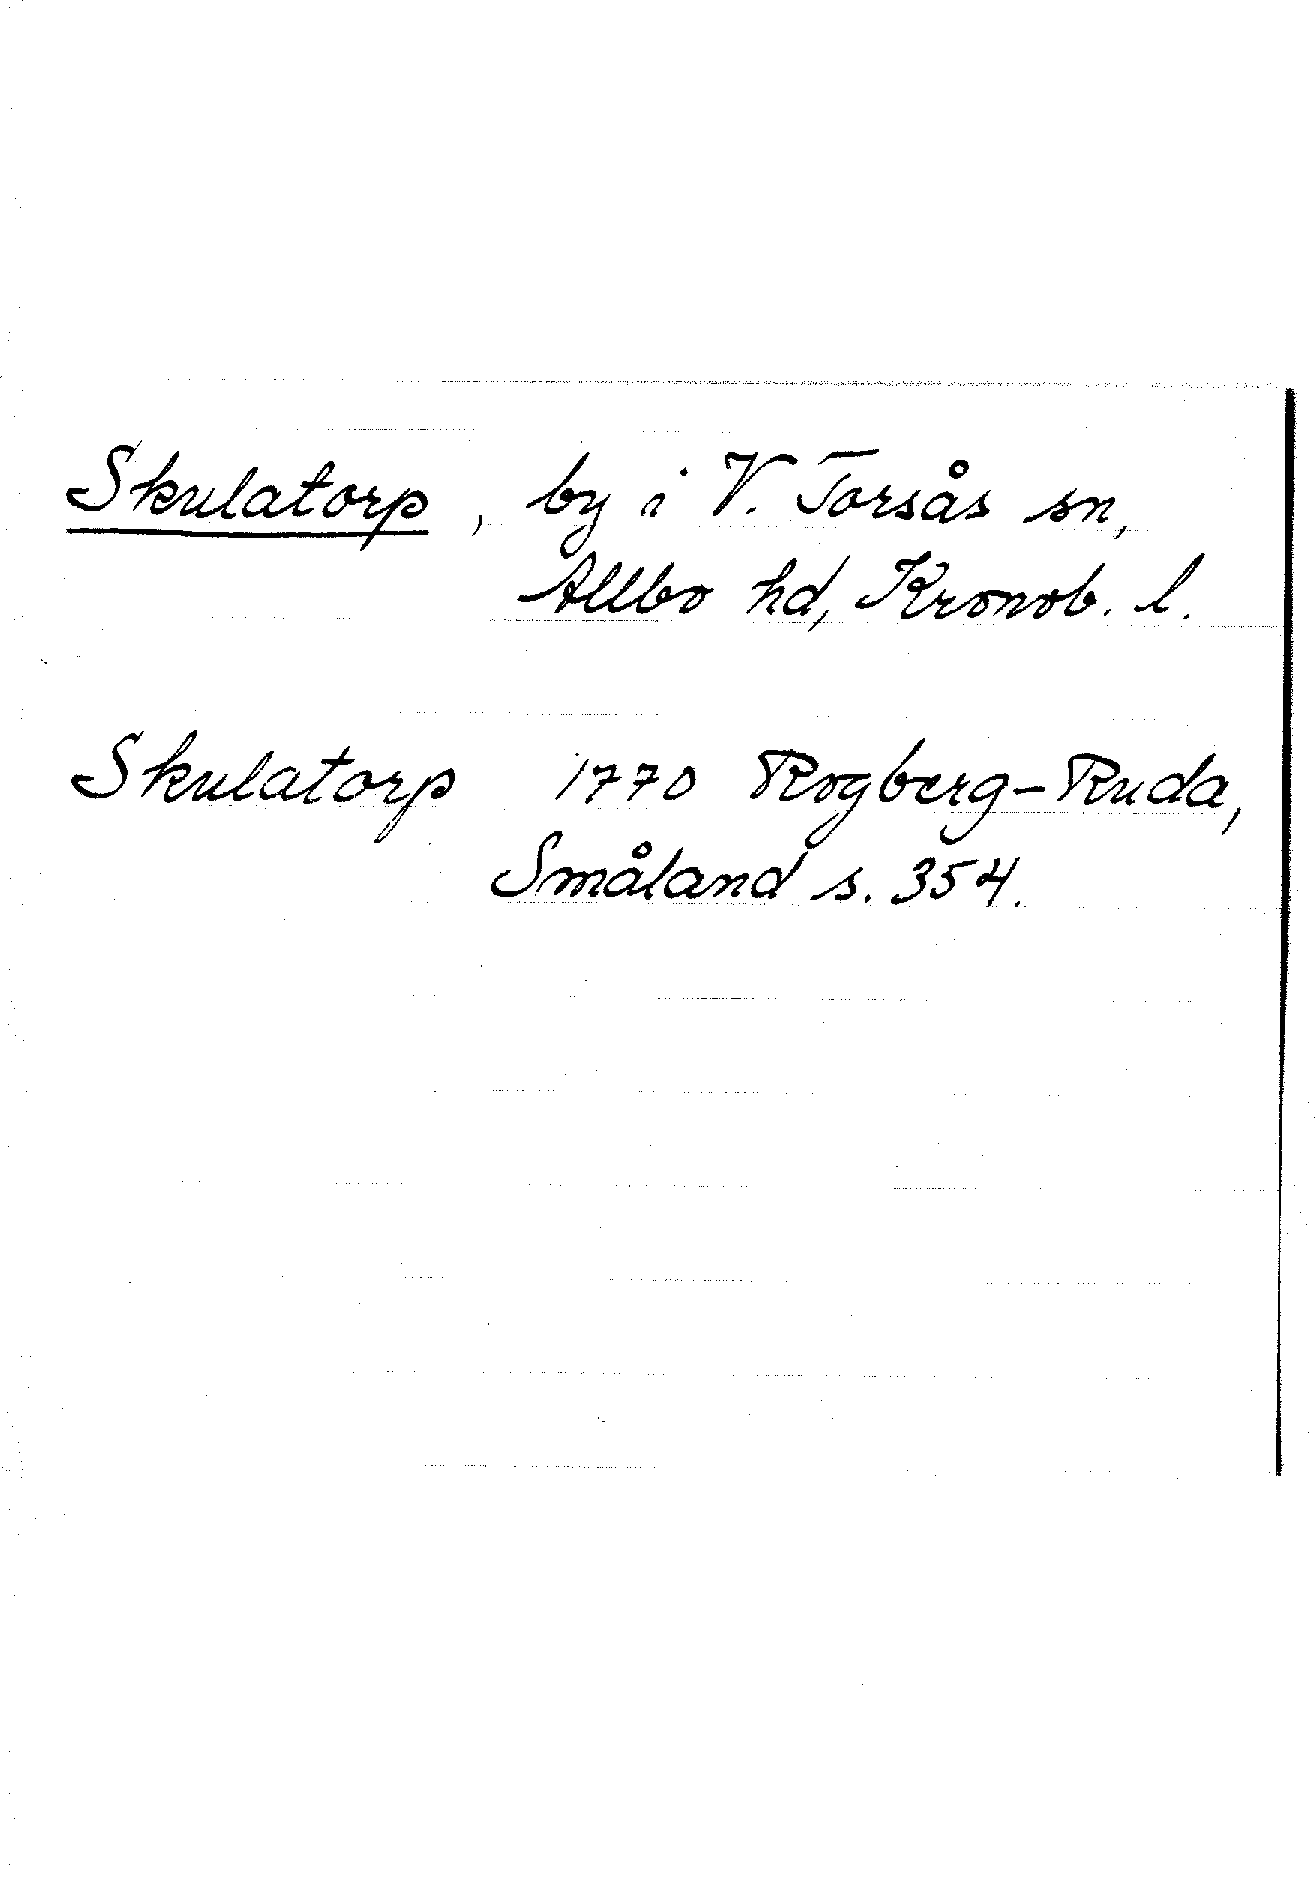 Skulatorp, by i V. Torsås sn,
Allbo hd, Kronob. l.
Skulatorp 1770 Rogberg-Ruda,
Småland s. 354.